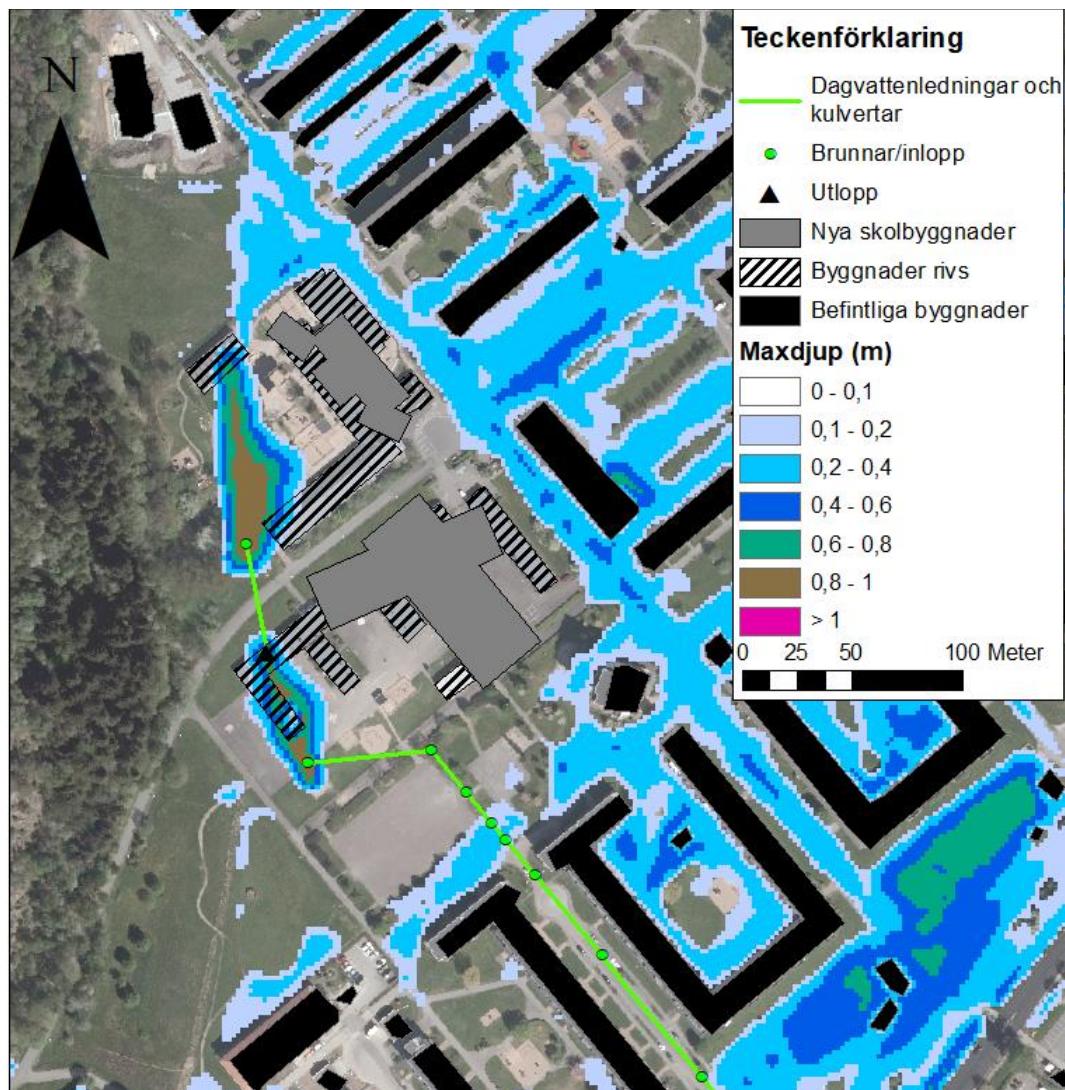 N
Teckenförklaring
Dagvattenledningar och
kulvertar
Brunnar/inlopp
Utlopp
Nya skolbyggnader
Byggnader rivs
Befintliga byggnader
Maxdjup (m)
0 - 0,1
0,1 - 0,2
0,2 - 0,4
0,4 - 0,6
0,6 - 0,8
0,8 - 1
> 1
0 25 50 100 Meter